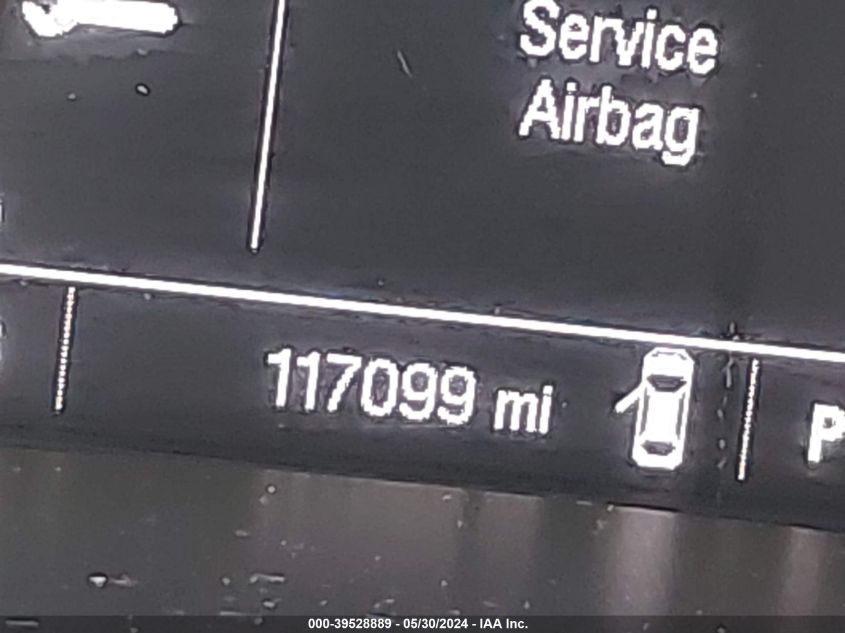 Service
Airbag
117099 mi
P
000-39528889 - 05/30/2024 - IAA Inc.